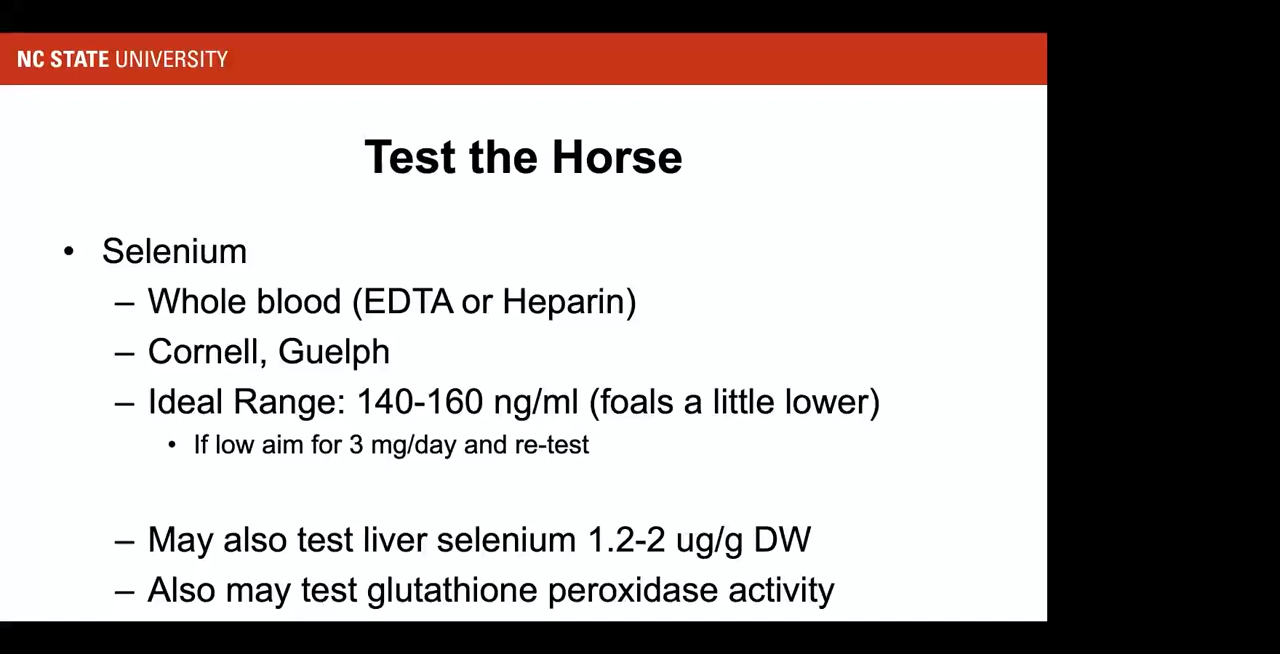 NC STATE UNIVERSITY
Test the Horse
• Selenium
– Whole blood (EDTA or Heparin)
– Cornell, Guelph
– Ideal Range: 140-160 ng/ml (foals a little lower)
• If low aim for 3 mg/day and re-test
– May also test liver selenium 1.2-2 ug/g DW
– Also may test glutathione peroxidase activity